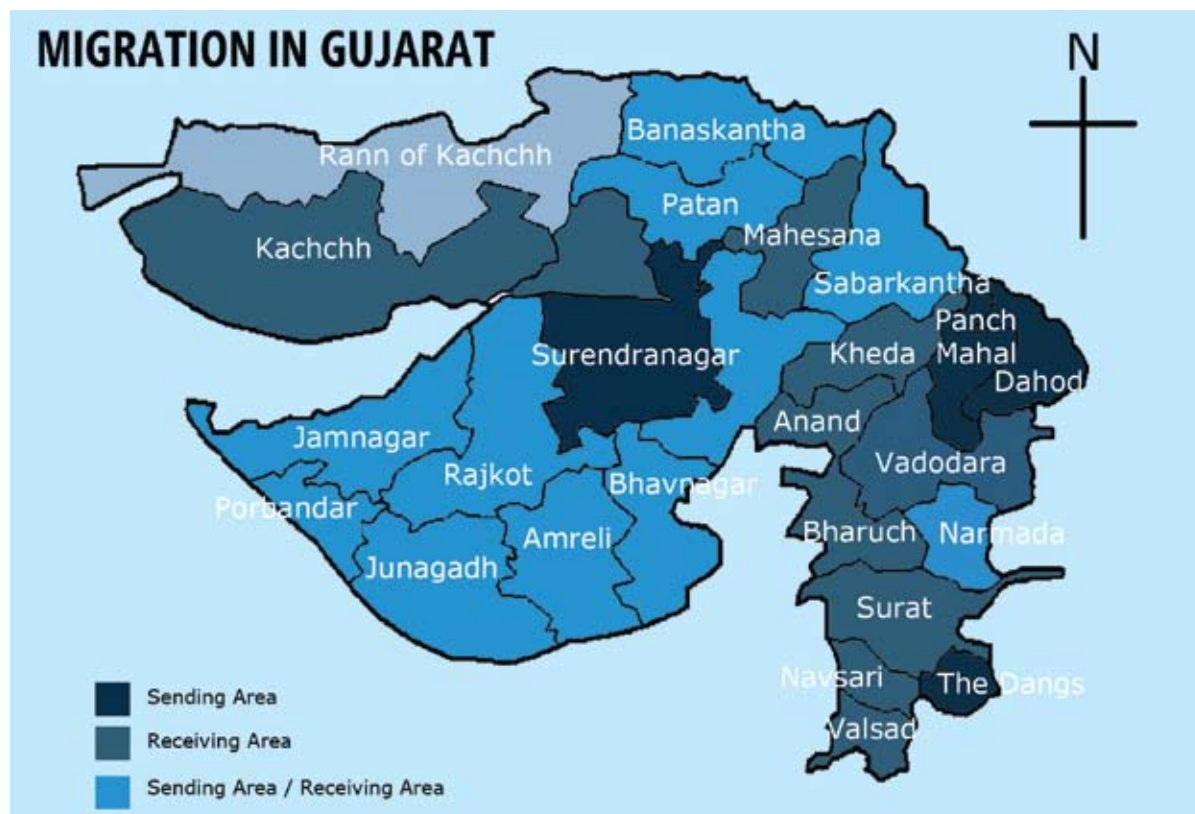 MIGRATION IN GUJARAT
N
Banaskantha
Rann of Kachchh
Patan
Mahesana
Kachchh
Sabarkantha
Panch
Mahal
Surendranagar
Kheda
Dahod
Anand
Jamnagar
Vadodara
Rajkot
Bhavnagar
Porbandar
Bharuch
Narmada
Amreli
Junagadh
Surat
Navsari
The Dangs
Valsad
Sending Area
Receiving Area
Sending Area / Receiving Area